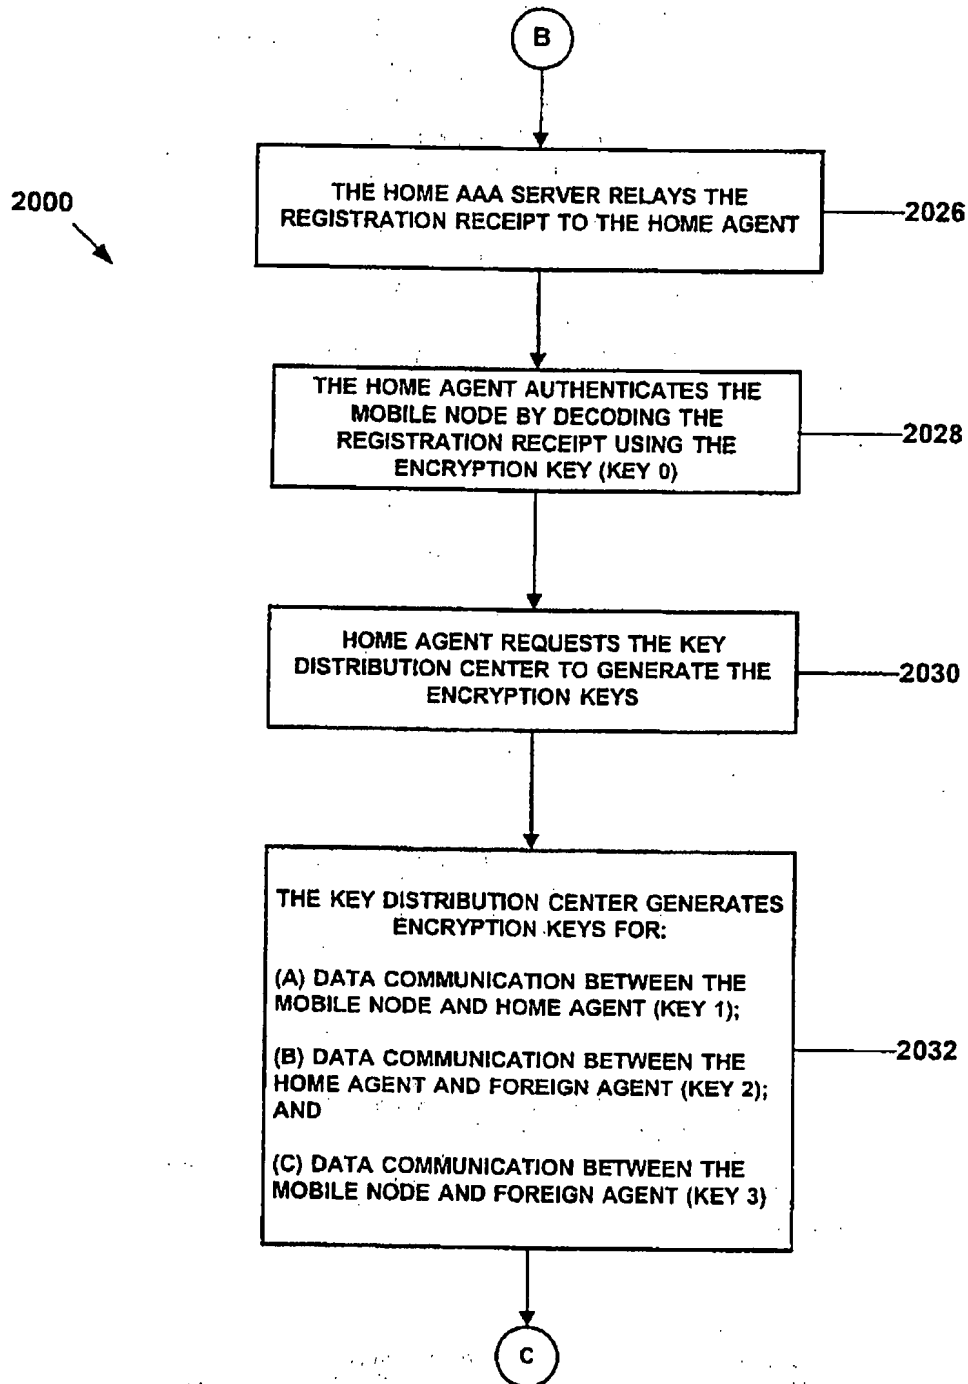 B
2000
THE HOME AAA SERVER RELAYS THE
REGISTRATION RECEIPT TO THE HOME AGENT
2026
THE HOME AGENT AUTHENTICATES THE
MOBILE NODE BY DECODING THE
REGISTRATION RECEIPT USING THE
ENCRYPTION KEY (KEY 0)
2028
HOME AGENT REQUESTS THE KEY
DISTRIBUTION CENTER TO GENERATE THE
ENCRYPTION KEYS
2030
THE KEY DISTRIBUTION CENTER GENERATES
ENCRYPTION KEYS FOR:
(A) DATA COMMUNICATION BETWEEN THE
MOBILE NODE AND HOME AGENT (KEY 1);
(B) DATA COMMUNICATION BETWEEN THE
HOME AGENT AND FOREIGN AGENT (KEY 2);
AND
(C) DATA COMMUNICATION BETWEEN THE
MOBILE NODE AND FOREIGN AGENT (KEY 3)
2032
C